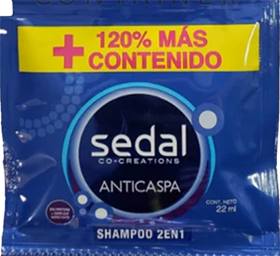 + 120% MÁS
CONTENIDO
sedal
CO-CREATIONS
ANTICASPA
CONT. NETO
22 ml
SHAMPOO 2EN1